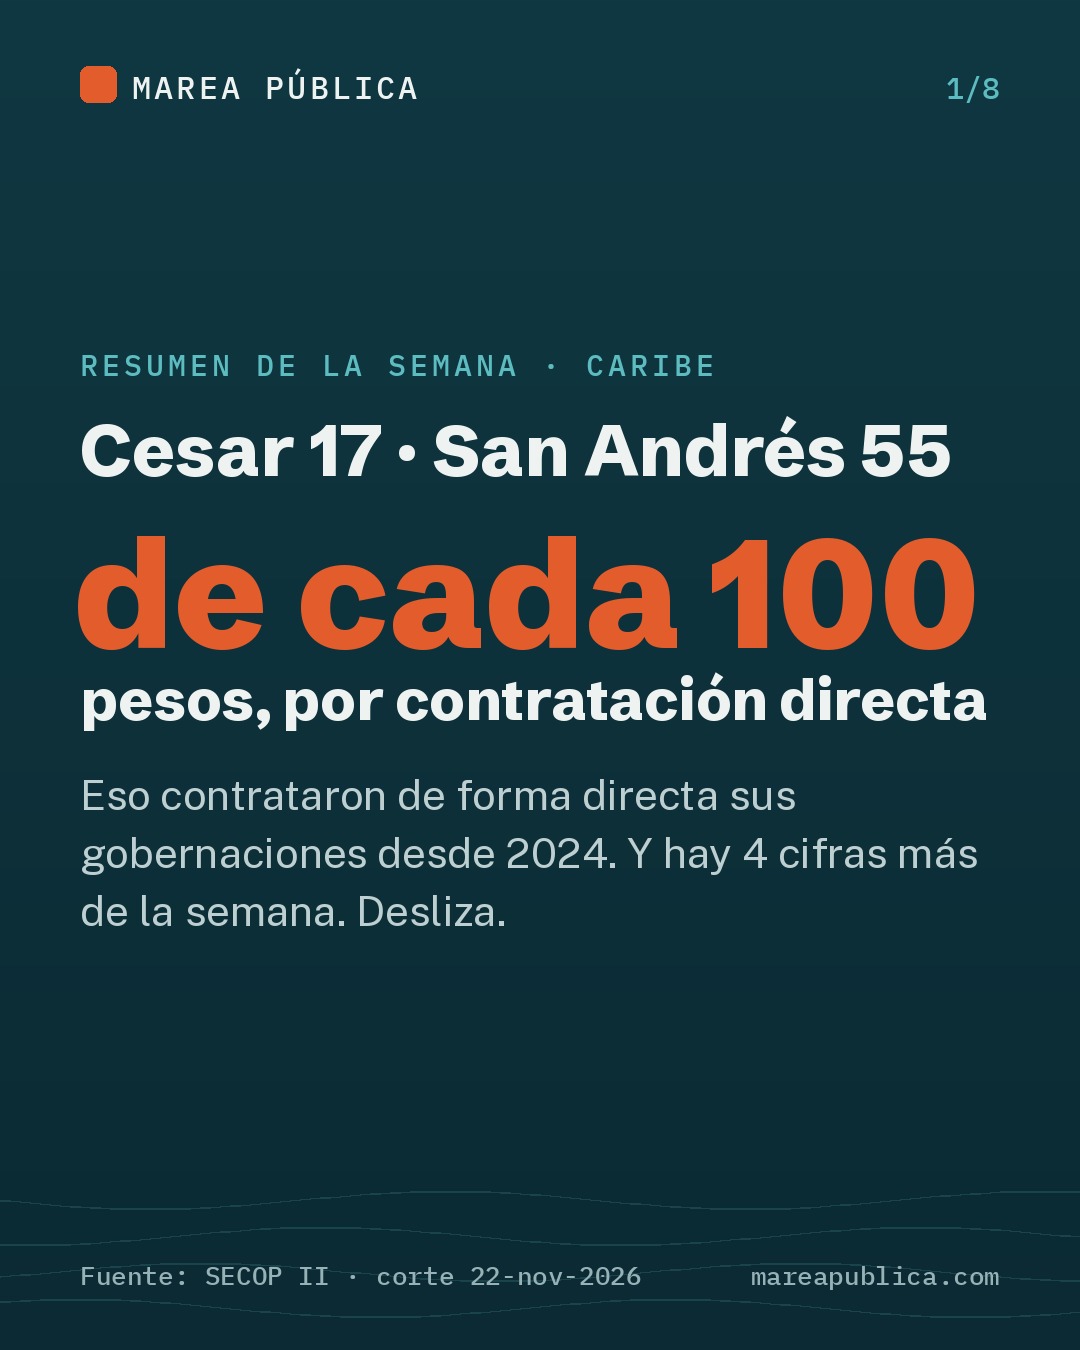 MAREA PÚBLICA
1/8
RESUMEN DE LA SEMANA · CARIBE
Cesar 17 · San Andrés 55
de cada 100
pesos, por contratación directa
Eso contrataron de forma directa sus
gobernaciones desde 2024. Y hay 4 cifras más
de la semana. Desliza.
Fuente: SECOP II · corte 22-nov-2026
mareapublica.com